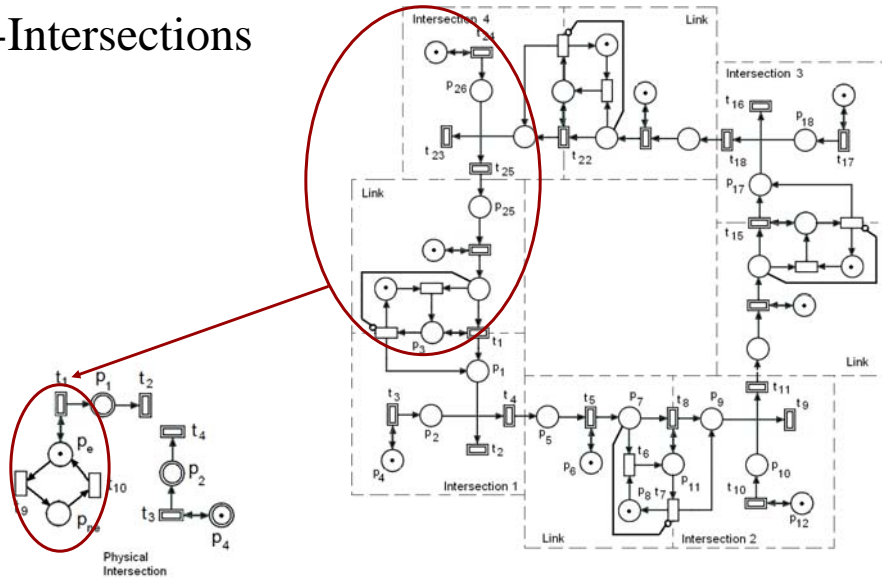 -Intersections
Intersection 4
Link
t24
p26
t23
t22
t25
Intersection 3
t16
p18
t18
t17
p17
t15
Link
Link
p25
p3
t1
p1
t3
p2
t4
p4
t2
Intersection 1
p5
t5
p6
p7
t6
p8
t7
p11
t8
p9
Link
t11
t9
p10
t10
p12
Intersection 2
t1
p1
t2
pe
t9
t10
pne
t4
p2
t3
p4
Physical
Intersection